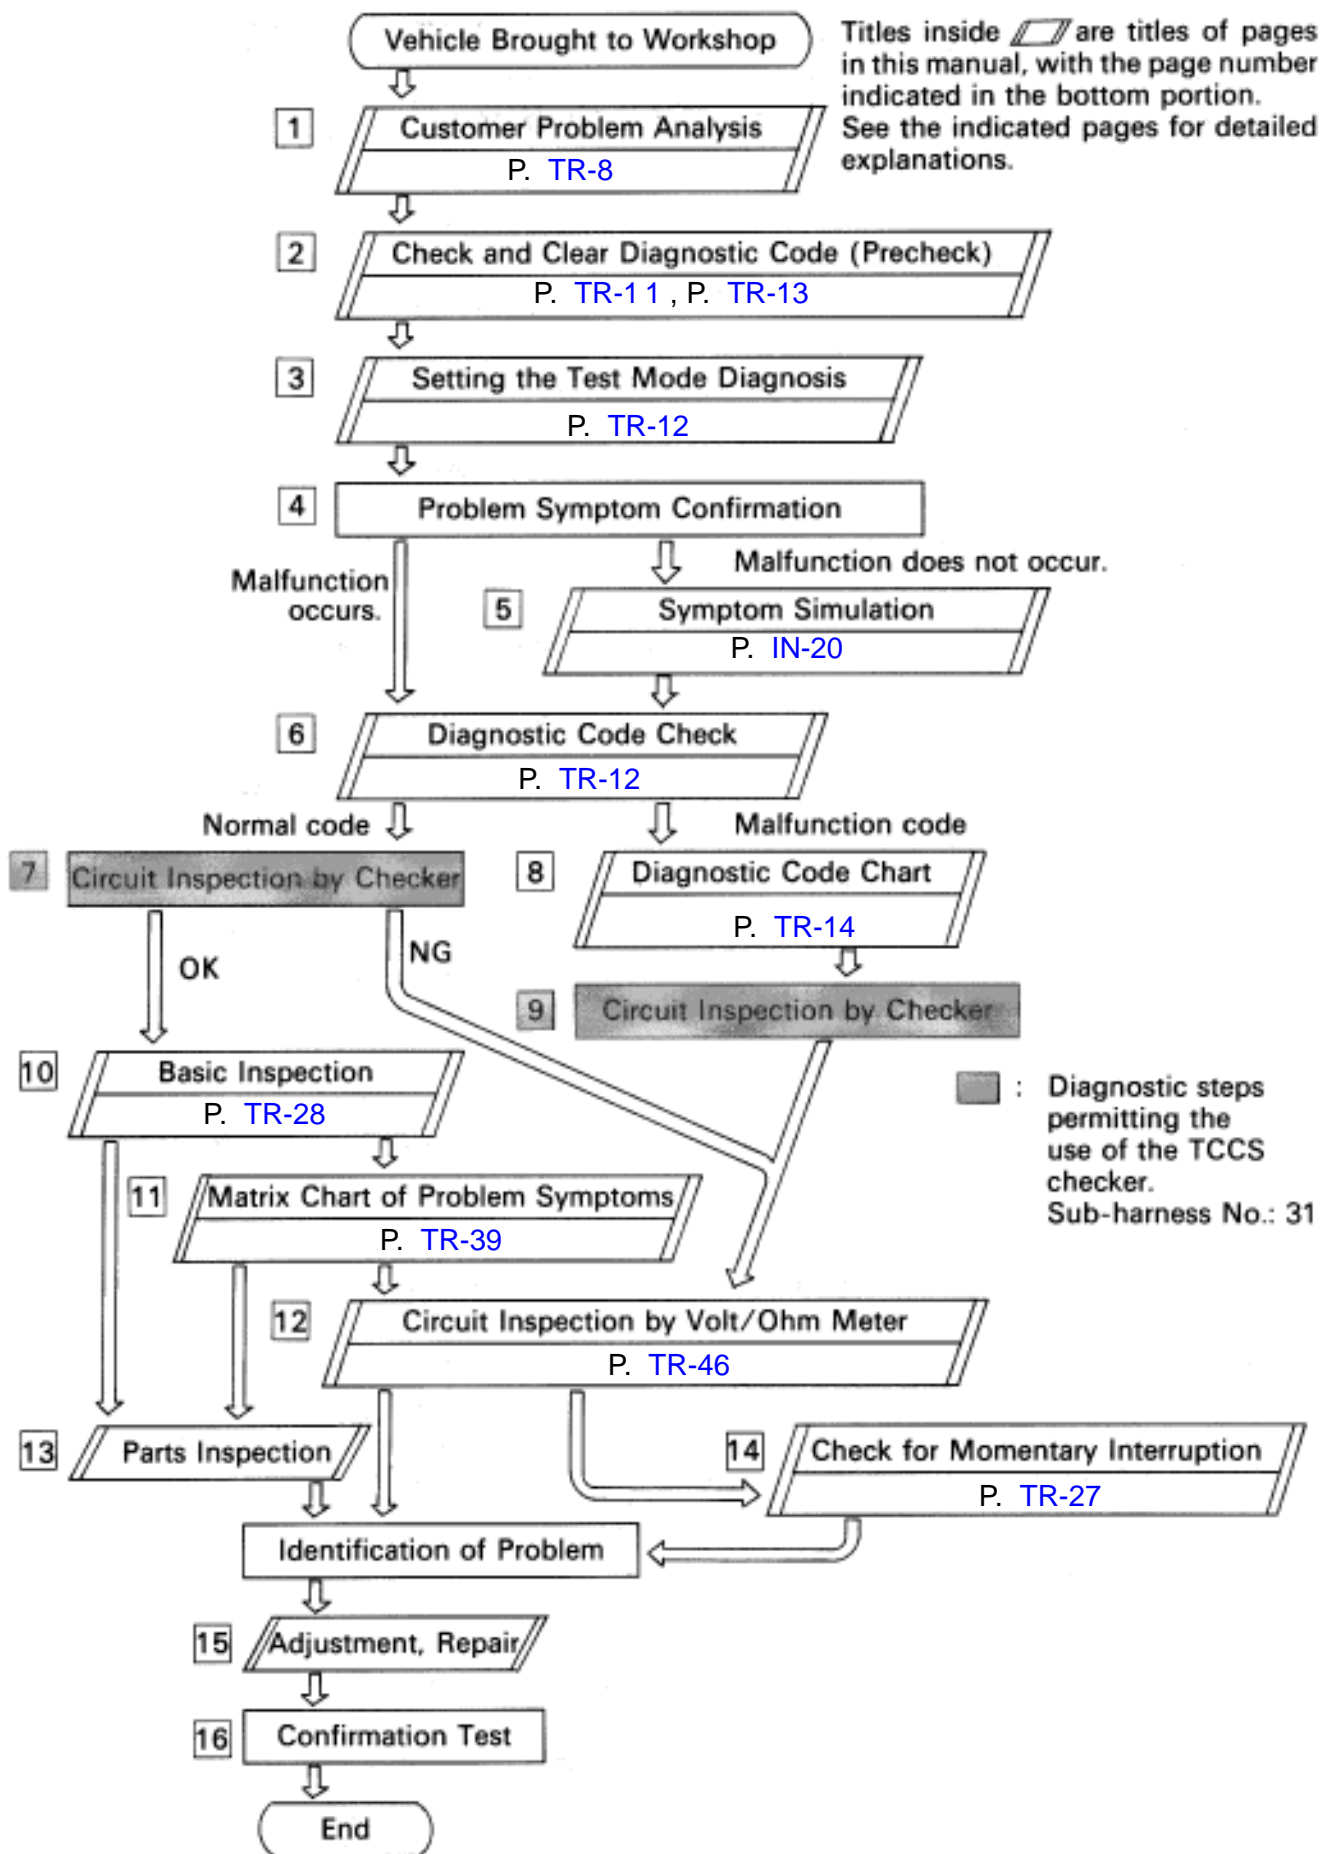 Vehicle Brought to Workshop
Titles inside are titles of pages
in this manual, with the page number
indicated in the bottom portion.
See the indicated pages for detailed
explanations.
1
Customer Problem Analysis
P. TR-8
2
Check and Clear Diagnostic Code (Precheck)
P. TR-1 1 , P. TR-13
3
Setting the Test Mode Diagnosis
P. TR-12
4
Problem Symptom Confirmation
Malfunction
occurs.
Malfunction does not occur.
5
Symptom Simulation
P. IN-20
6
Diagnostic Code Check
P. TR-12
Normal code
Malfunction code
7
Circuit Inspection by Checker
8
Diagnostic Code Chart
P. TR-14
OK
NG
9
Circuit Inspection by Checker
10
Basic Inspection
P. TR-28
: Diagnostic steps
permitting the
use of the TCCS
checker.
Sub-harness No.: 31
11
Matrix Chart of Problem Symptoms
P. TR-39
12
Circuit Inspection by Volt/Ohm Meter
P. TR-46
13
Parts Inspection
14
Check for Momentary Interruption
P. TR-27
Identification of Problem
15
Adjustment, Repair
16
Confirmation Test
End